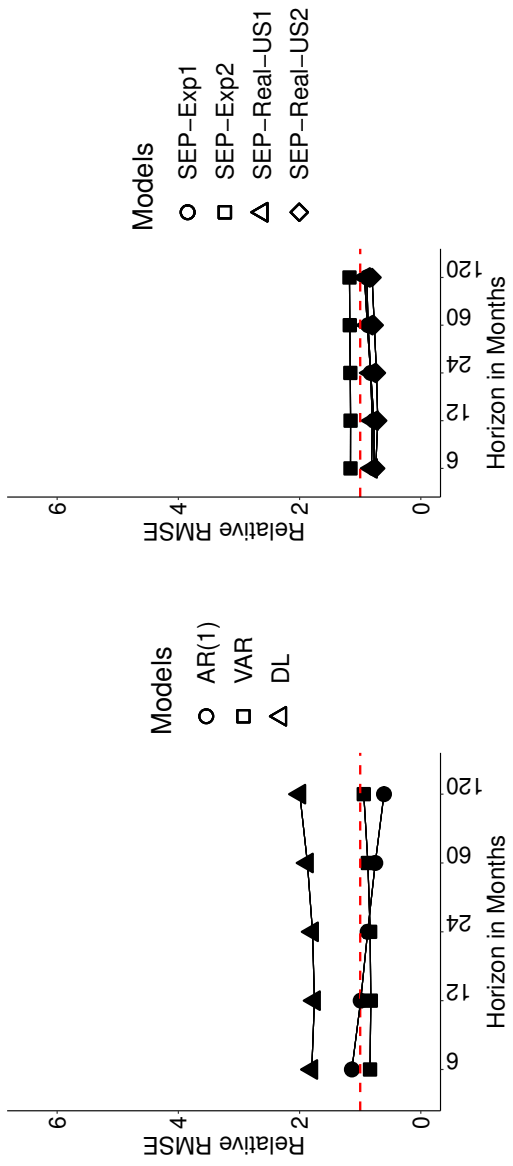 Relative RMSE
6
4
2
0
6
12
24
60
120
Horizon in Months
Models
AR(1)
VAR
DL
Relative RMSE
6
4
2
0
6
12
24
60
120
Horizon in Months
Models
SEP−Exp1
SEP−Exp2
SEP−Real−US1
SEP−Real−US2